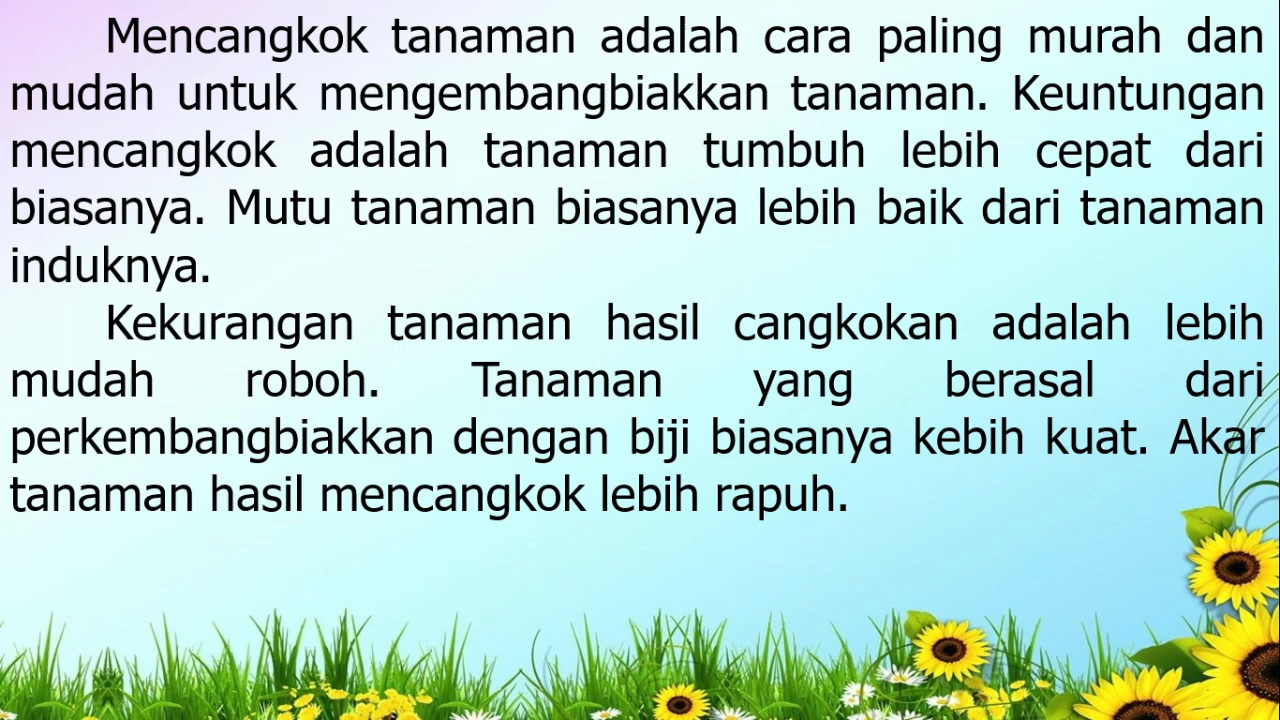 Mencangkok tanaman adalah cara paling murah dan
mudah untuk mengembangbiakkan tanaman. Keuntungan
mencangkok adalah tanaman tumbuh lebih cepat dari
biasanya. Mutu tanaman biasanya lebih baik dari tanaman
induknya.
Kekurangan tanaman hasil cangkokan adalah lebih
mudah roboh. Tanaman yang berasal dari
perkembangbiakkan dengan biji biasanya kebih kuat. Akar
tanaman hasil mencangkok lebih rapuh.